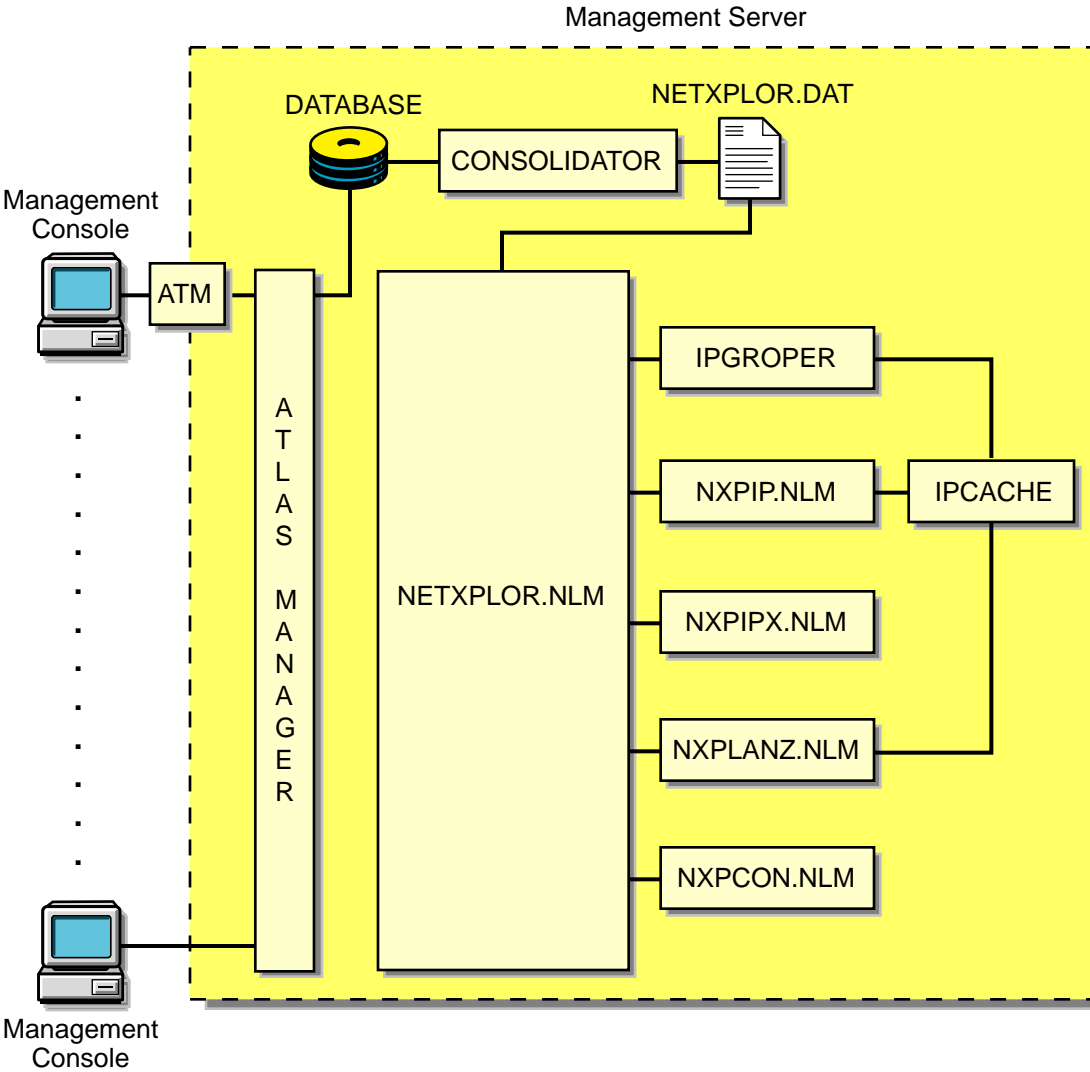 Management Server
NETXPLOR.DAT
DATABASE
CONSOLIDATOR
Management
Console
ATM
IPGROPER
A
T
L
A
S
M
A
N
A
G
E
R
NXPIP.NLM
IPCACHE
NETXPLOR.NLM
NXPIPX.NLM
NXPLANZ.NLM
NXPCON.NLM
Management
Console